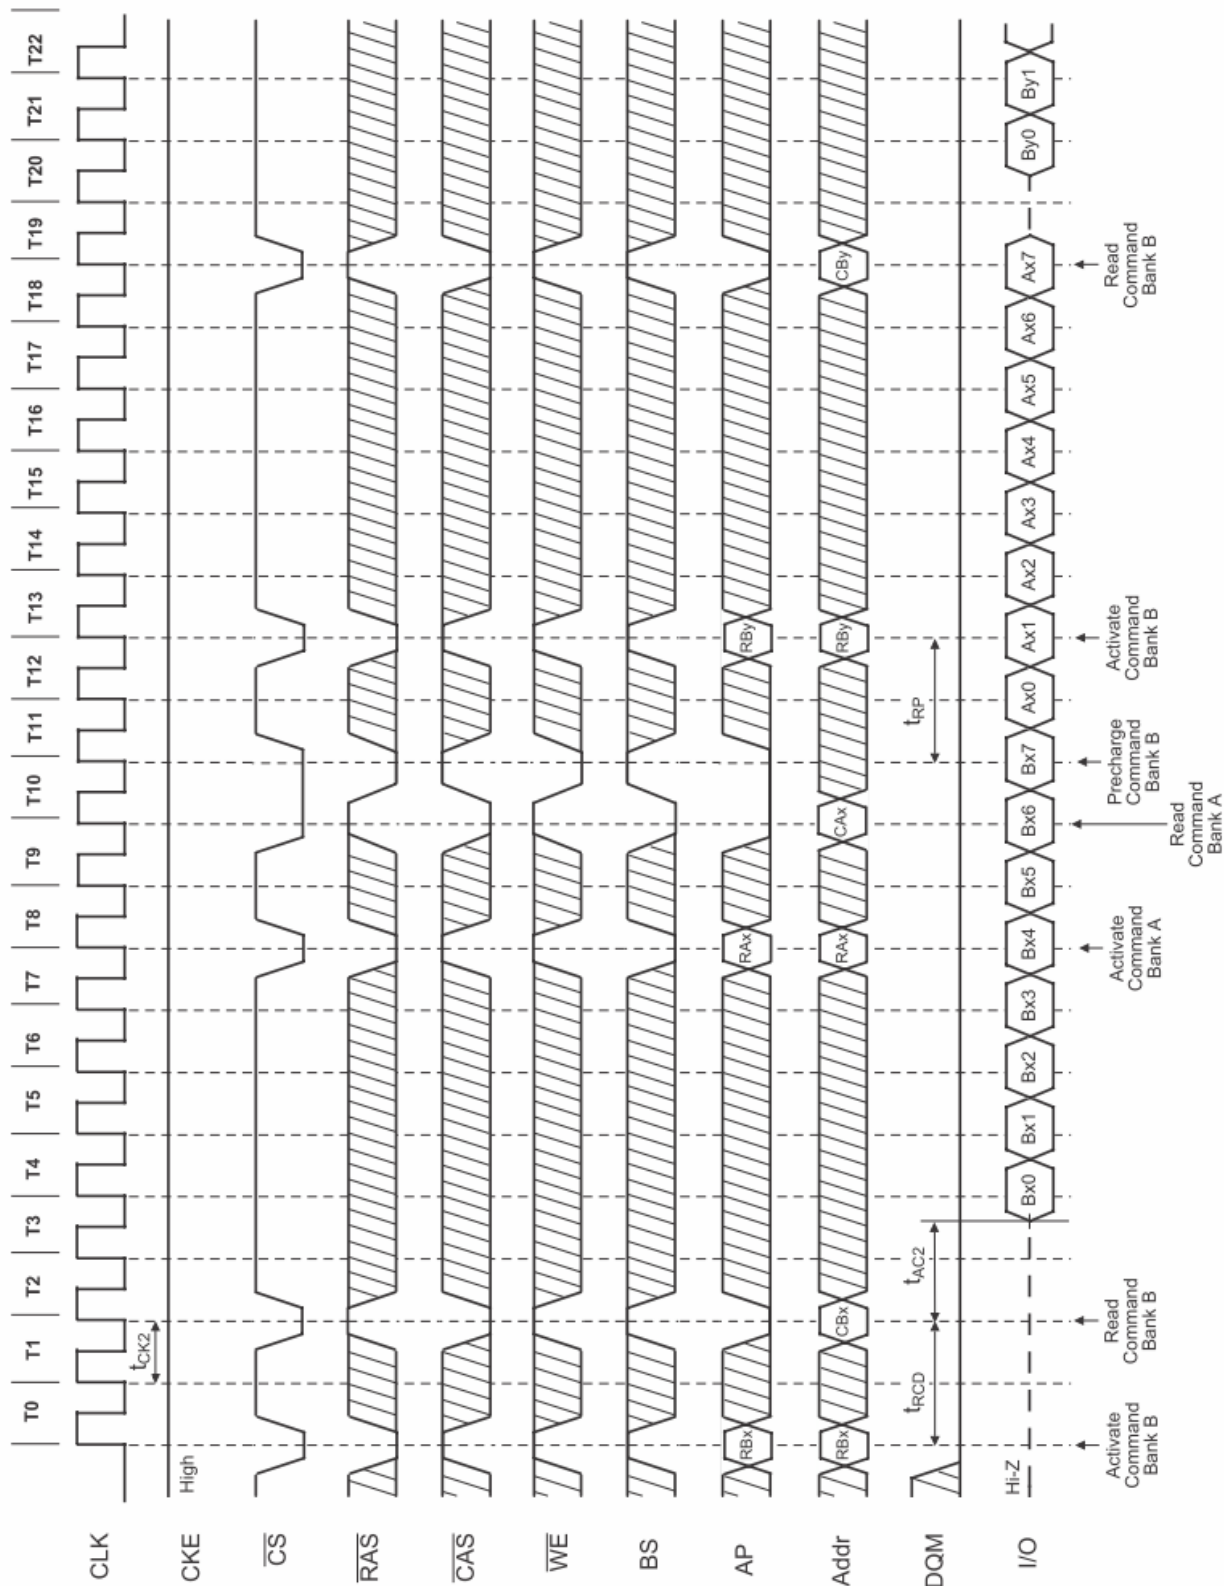 T0 T1 T2 T3 T4 T5 T6 T7 T8 T9 T10 T11 T12 T13 T14 T15 T16 T17 T18 T19 T20 T21 T22
CLK
tCK2
CKE
High
CS
RAS
CAS
WE
BS
AP
RBx RAx RBy
Addr
RBx CBx RAx CAx RBy CBy
DQM
tRCD tAC2 tRP
I/O
Hi-Z
Bx0 Bx1 Bx2 Bx3 Bx4 Bx5 Bx6 Bx7 Ax0 Ax1 Ax2 Ax3 Ax4 Ax5 Ax6 Ax7 By0 By1
Activate
Command
Bank B
Read
Command
Bank B
Activate
Command
Bank A
Read
Command
Bank A
Precharge
Command
Bank B
Activate
Command
Bank B
Read
Command
Bank B